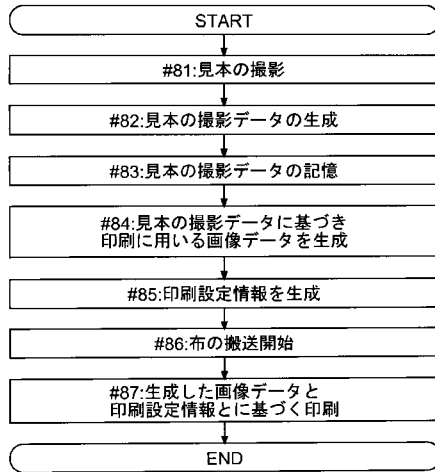 START
#81:見本の撮影
#82:見本の撮影データの生成
#83:見本の撮影データの記憶
#84:見本の撮影データに基づき
印刷に用いる画像データを生成
#85:印刷設定情報を生成
#86:布の搬送開始
#87:生成した画像データと
印刷設定情報とに基づく印刷
END